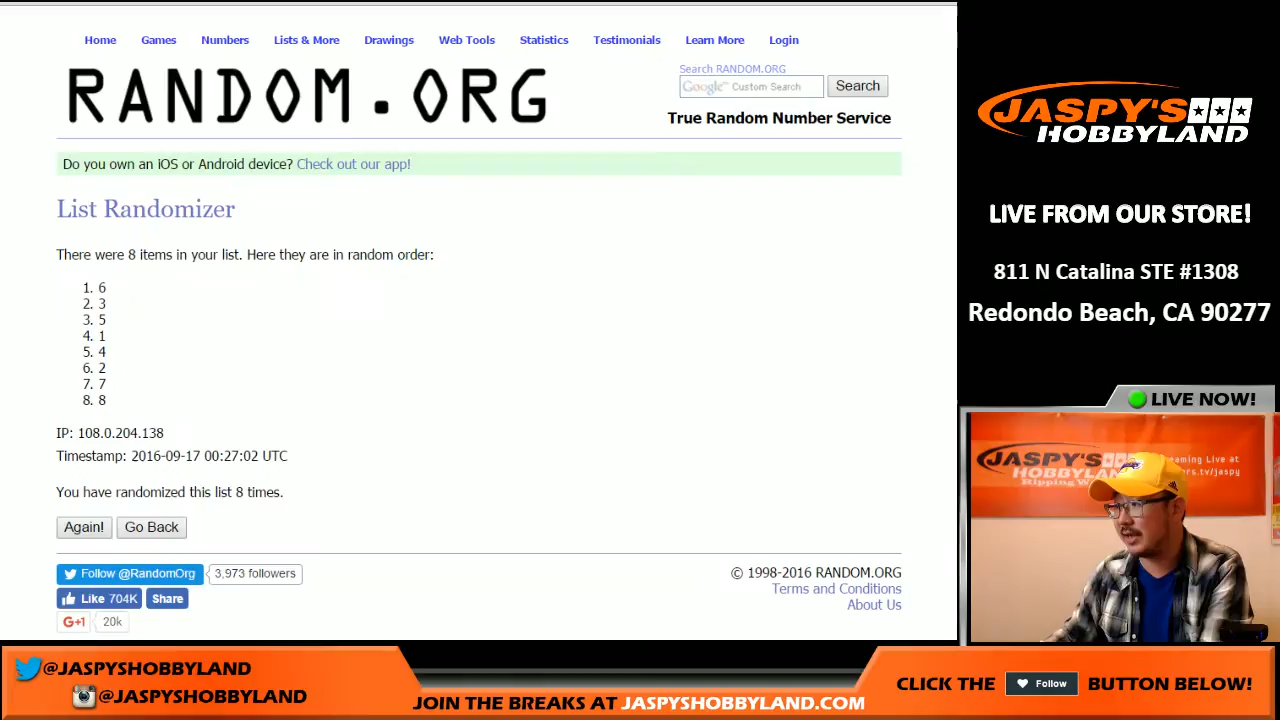 Home Games Numbers Lists & More Drawings Web Tools Statistics Testimonials Learn More Login
RANDOM.ORG
Search RANDOM.ORG
Google™ Custom Search Search
True Random Number Service
Do you own an iOS or Android device? Check out our app!
List Randomizer
There were 8 items in your list. Here they are in random order:
1. 6
2. 3
3. 5
4. 1
5. 4
6. 2
7. 7
8. 8
IP: 108.0.204.138
Timestamp: 2016-09-17 00:27:02 UTC
You have randomized this list 8 times.
Again! Go Back
Follow @RandomOrg 3,973 followers
Like 704K Share
G+1 20k
© 1998-2016 RANDOM.ORG
Terms and Conditions
About Us
JASPY'S
HOBBYLAND
LIVE FROM OUR STORE!
811 N Catalina STE #1308
Redondo Beach, CA 90277
LIVE NOW!
JASPY'S
HOBBYLAND
Live at
@JASPYSHOBBYLAND
@JASPYSHOBBYLAND
JOIN THE BREAKS AT JASPYSHOBBYLAND.COM
CLICK THE Follow BUTTON BELOW!